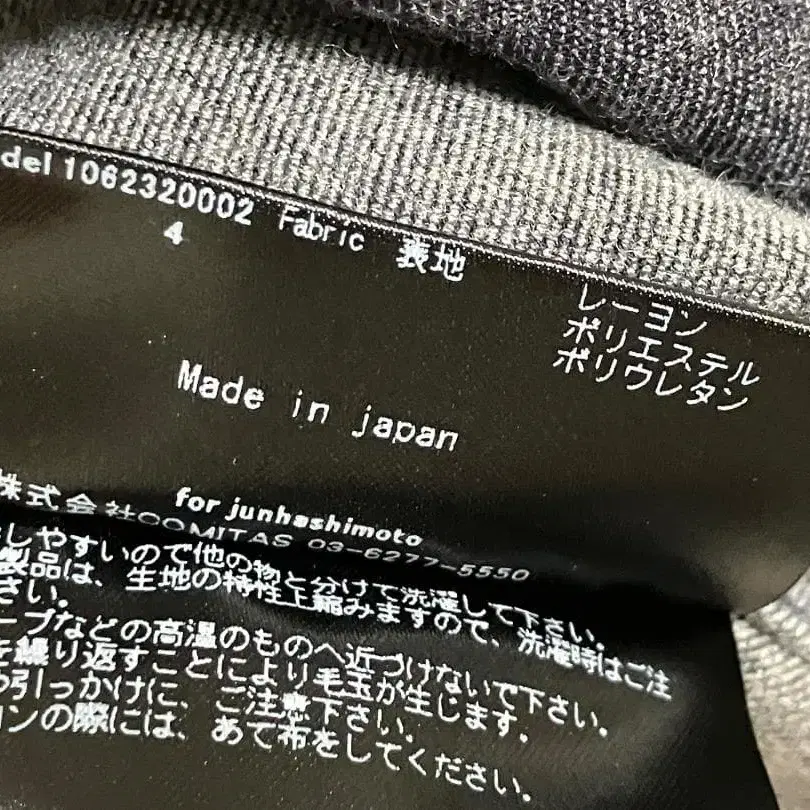 del 1062320002 Fabric 表地
4
レーヨン
ポリエステル
ポリウレタン
Made in japan
for junhashimoto
株式会社COMITAS 03-6277-5550
しやすいので他の物と分けて洗濯して下さい。
製品は、生地の特性上縮みますので、洗濯時はご注
さい。
ーブなどの高温のものへ近づけないで下さい。
を繰り返すことにより毛玉が生じます。
の引っかけに、ご注意下さい。
ョンの際には、あて布をしてください。